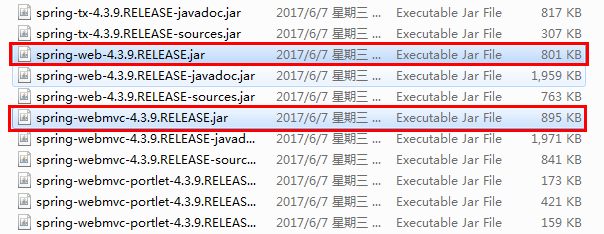 spring-tx-4.3.9.RELEASE-javadoc.jar 2017/6/7 星期三 ... Executable Jar File 817 KB
spring-tx-4.3.9.RELEASE-sources.jar 2017/6/7 星期三 ... Executable Jar File 307 KB
spring-web-4.3.9.RELEASE.jar 2017/6/7 星期三 ... Executable Jar File 801 KB
spring-web-4.3.9.RELEASE-javadoc.jar 2017/6/7 星期三 ... Executable Jar File 1,959 KB
spring-web-4.3.9.RELEASE-sources.jar 2017/6/7 星期三 ... Executable Jar File 763 KB
spring-webmvc-4.3.9.RELEASE.jar 2017/6/7 星期三 ... Executable Jar File 895 KB
spring-webmvc-4.3.9.RELEASE-javad... 2017/6/7 星期三 ... Executable Jar File 1,971 KB
spring-webmvc-4.3.9.RELEASE-sourc... 2017/6/7 星期三 ... Executable Jar File 841 KB
spring-webmvc-portlet-4.3.9.RELEAS... 2017/6/7 星期三 ... Executable Jar File 173 KB
spring-webmvc-portlet-4.3.9.RELEAS... 2017/6/7 星期三 ... Executable Jar File 421 KB
spring-webmvc-portlet-4.3.9.RELEAS... 2017/6/7 星期三 ... Executable Jar File 159 KB